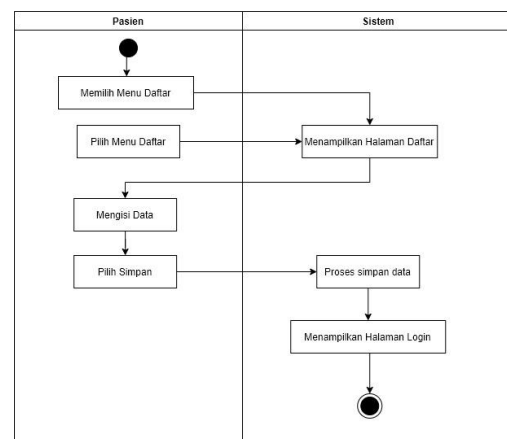 Pasien
Sistem
Memilih Menu Daftar
Pilih Menu Daftar
Menampilkan Halaman Daftar
Mengisi Data
Pilih Simpan
Proses simpan data
Menampilkan Halaman Login